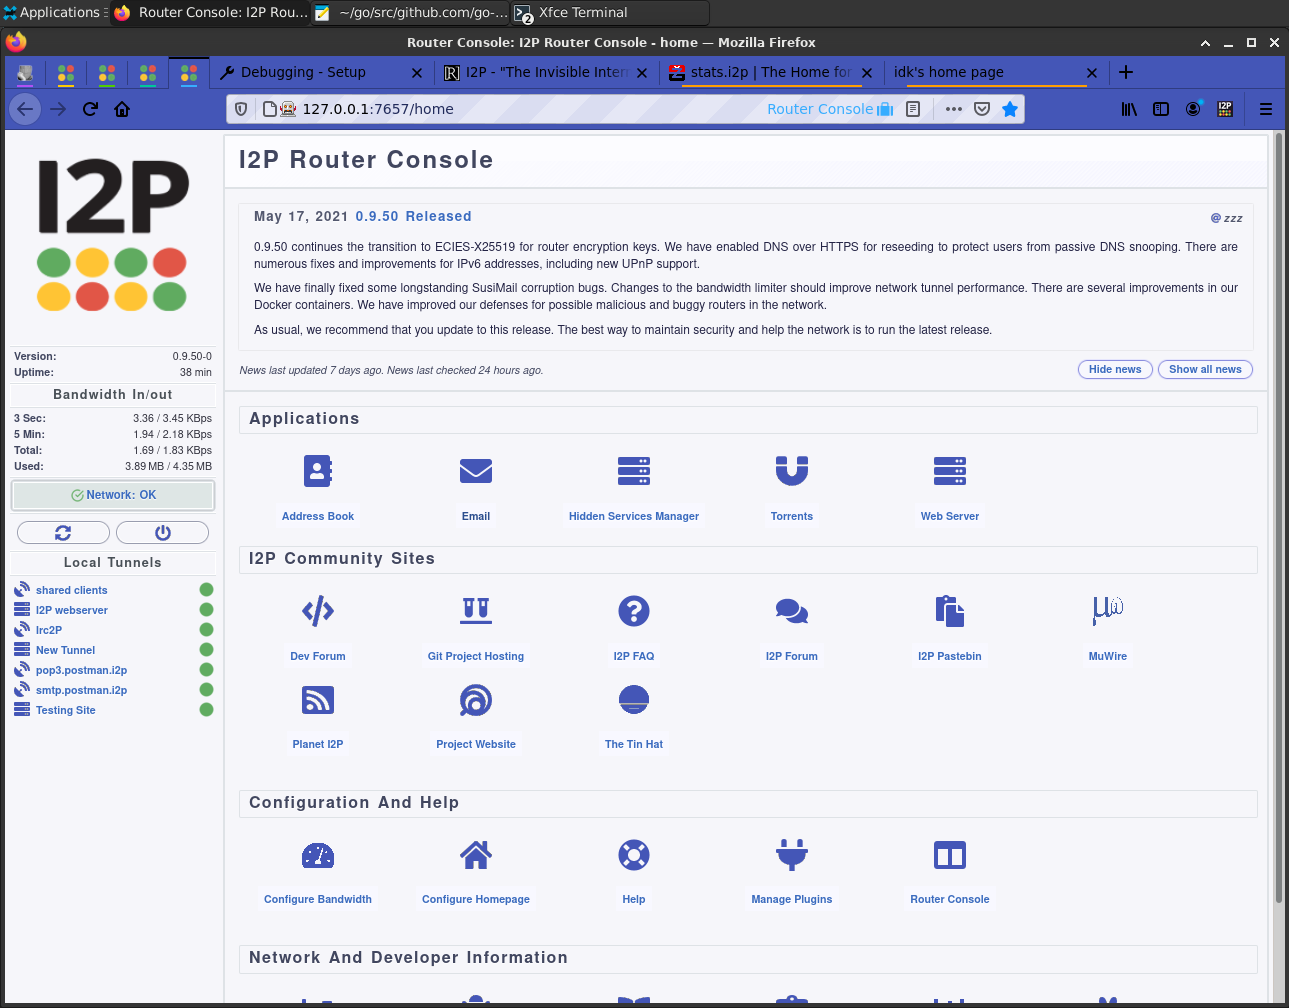 Applications
Router Console: I2P Rou...
~/go/src/github.com/go-...
2
Xfce Terminal
Router Console: I2P Router Console - home — Mozilla Firefox
Debugging - Setup
I2P - "The Invisible Inter
stats.i2p | The Home for
idk's home page
127.0.0.1:7657/home
Router Console
I2P
I2P
I2P Router Console
May 17, 2021 0.9.50 Released
@ zzz
0.9.50 continues the transition to ECIES-X25519 for router encryption keys. We have enabled DNS over HTTPS for reseeding to protect users from passive DNS snooping. There are
numerous fixes and improvements for IPv6 addresses, including new UPnP support.
We have finally fixed some longstanding SusiMail corruption bugs. Changes to the bandwidth limiter should improve network tunnel performance. There are several improvements in our
Docker containers. We have improved our defenses for possible malicious and buggy routers in the network.
As usual, we recommend that you update to this release. The best way to maintain security and help the network is to run the latest release.
News last updated 7 days ago. News last checked 24 hours ago.
Hide news
Show all news
Version: 0.9.50-0
Uptime: 38 min
Bandwidth In/out
3 Sec: 3.36 / 3.45 KBps
5 Min: 1.94 / 2.18 KBps
Total: 1.69 / 1.83 KBps
Used: 3.89 MB / 4.35 MB
Network: OK
Local Tunnels
shared clients
I2P webserver
Irc2P
New Tunnel
pop3.postman.i2p
smtp.postman.i2p
Testing Site
Applications
Address Book
Email
Hidden Services Manager
Torrents
Web Server
I2P Community Sites
Dev Forum
Git Project Hosting
I2P FAQ
I2P Forum
I2P Pastebin
MuWire
Planet I2P
Project Website
The Tin Hat
Configuration And Help
Configure Bandwidth
Configure Homepage
Help
Manage Plugins
Router Console
Network And Developer Information